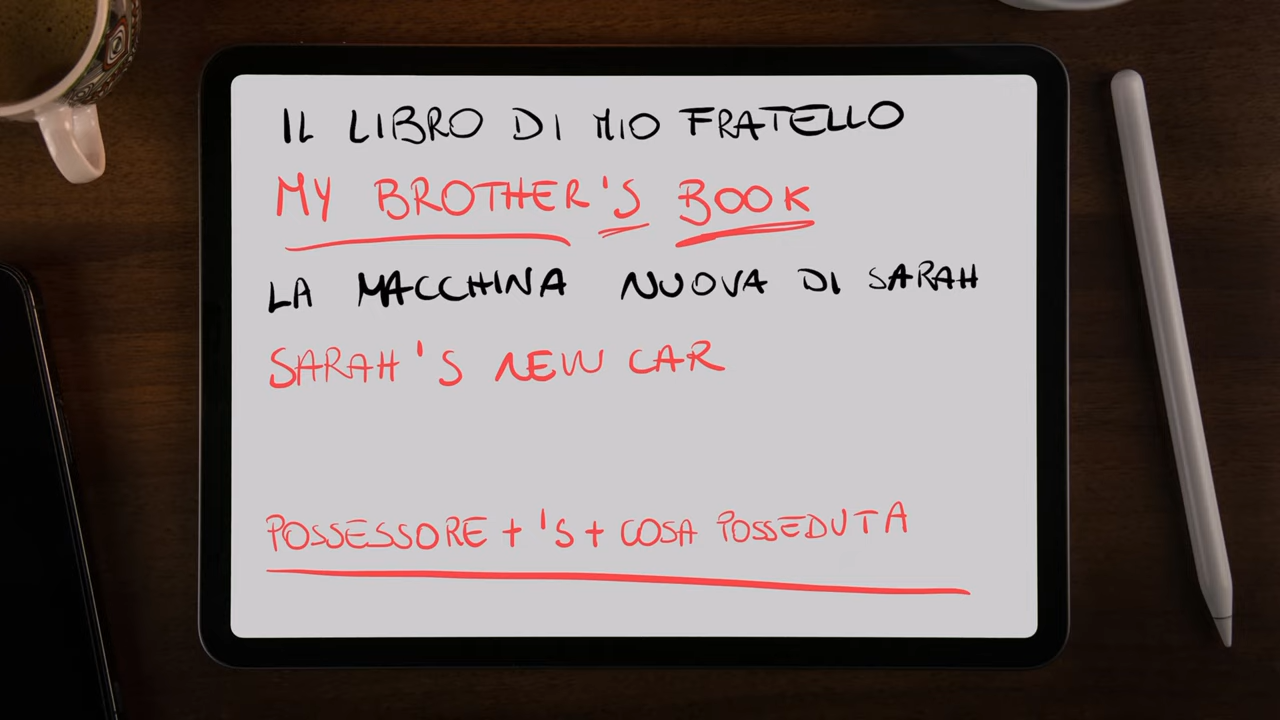 IL LIBRO DI MIO FRATELLO
MY BROTHER'S BOOK
LA MACCHINA NUOVA DI SARAH
SARAH'S NEW CAR
POSSESSORE + 'S + COSA POSSEDUTA